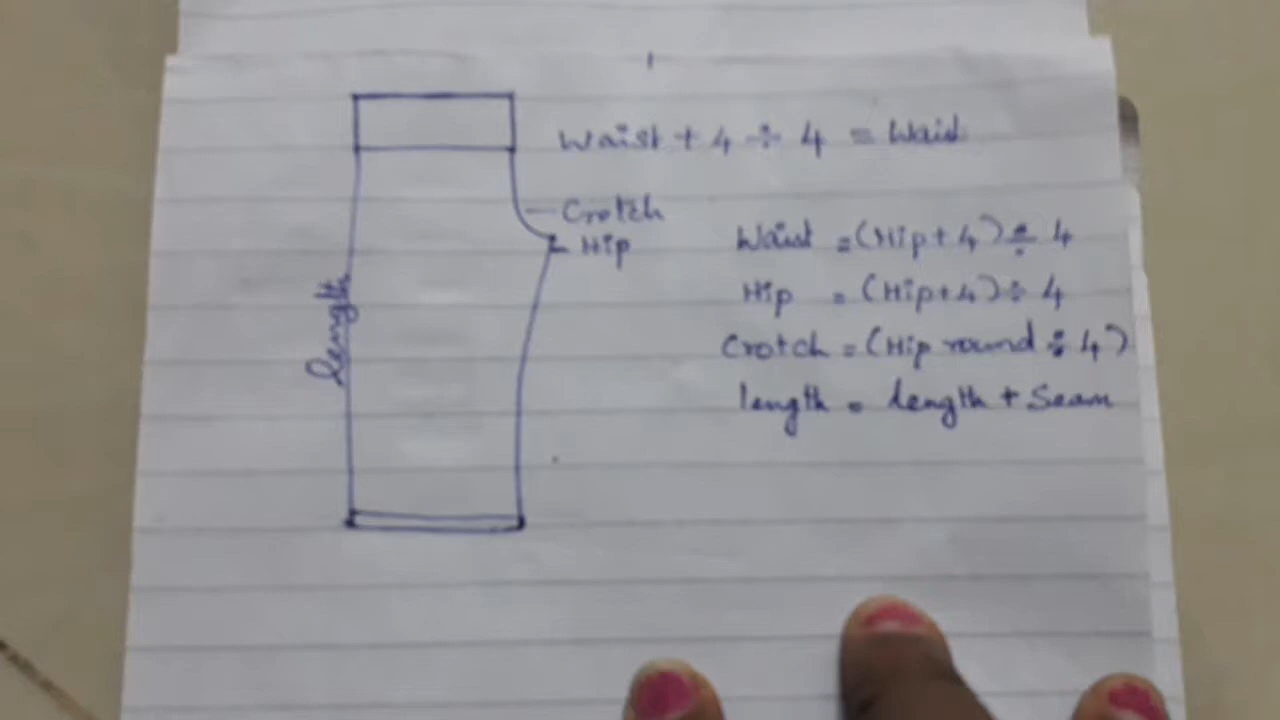 Waist + 4 ÷ 4 = Waist
Crotch
Hip
length
Waist = (Hip + 4) ÷ 4
Hip = (Hip+4) ÷ 4
Crotch = (Hip round ÷ 4)
length = length + Seam